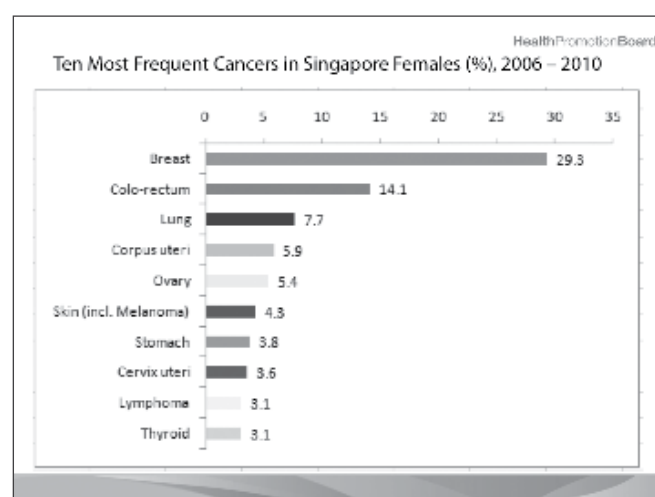 HealthPromotionBoard
Ten Most Frequent Cancers in Singapore Females (%), 2006 – 2010
0 5 10 15 20 25 30 35
Breast 29.3
Colo-rectum 14.1
Lung 7.7
Corpus uteri 5.9
Ovary 5.4
Skin (incl. Melanoma) 4.3
Stomach 3.8
Cervix uteri 3.6
Lymphoma 3.1
Thyroid 3.1